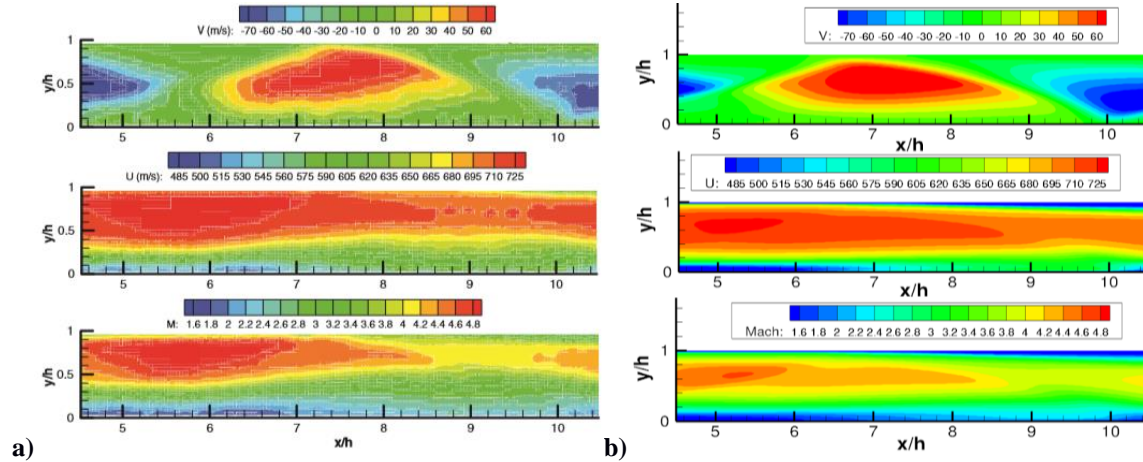 V (m/s): -70 -60 -50 -40 -30 -20 -10 0 10 20 30 40 50 60
y/h
1
0.5
0
5 6 7 8 9 10
U (m/s): 485 500 515 530 545 560 575 590 605 620 635 650 665 680 695 710 725
y/h
1
0.5
0
5 6 7 8 9 10
M: 1.6 1.8 2 2.2 2.4 2.6 2.8 3 3.2 3.4 3.6 3.8 4 4.2 4.4 4.6 4.8
y/h
1
0.5
0
5 6 7 8 9 10
x/h
a)
V: -70 -60 -50 -40 -30 -20 -10 0 10 20 30 40 50 60
y/h
1
0
5 6 7 8 9 10
x/h
U: 485 500 515 530 545 560 575 590 605 620 635 650 665 680 695 710 725
y/h
1
0
5 6 7 8 9 10
x/h
Mach: 1.6 1.8 2 2.2 2.4 2.6 2.8 3 3.2 3.4 3.6 3.8 4 4.2 4.4 4.6 4.8
y/h
1
0
5 6 7 8 9 10
x/h
b)